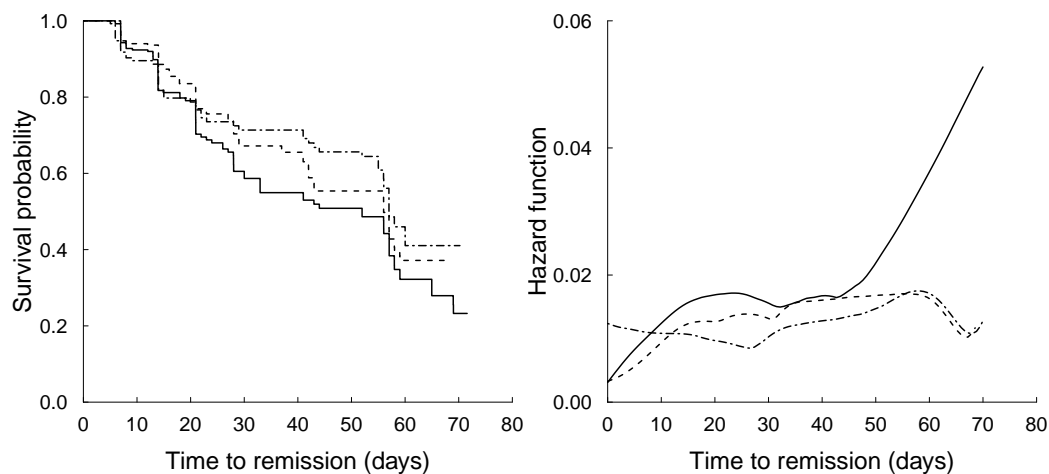 1.0
0.8
0.6
0.4
0.2
0.0
Survival probability
0 10 20 30 40 50 60 70 80
Time to remission (days)
0.06
0.04
0.02
0.00
Hazard function
0 10 20 30 40 50 60 70 80
Time to remission (days)